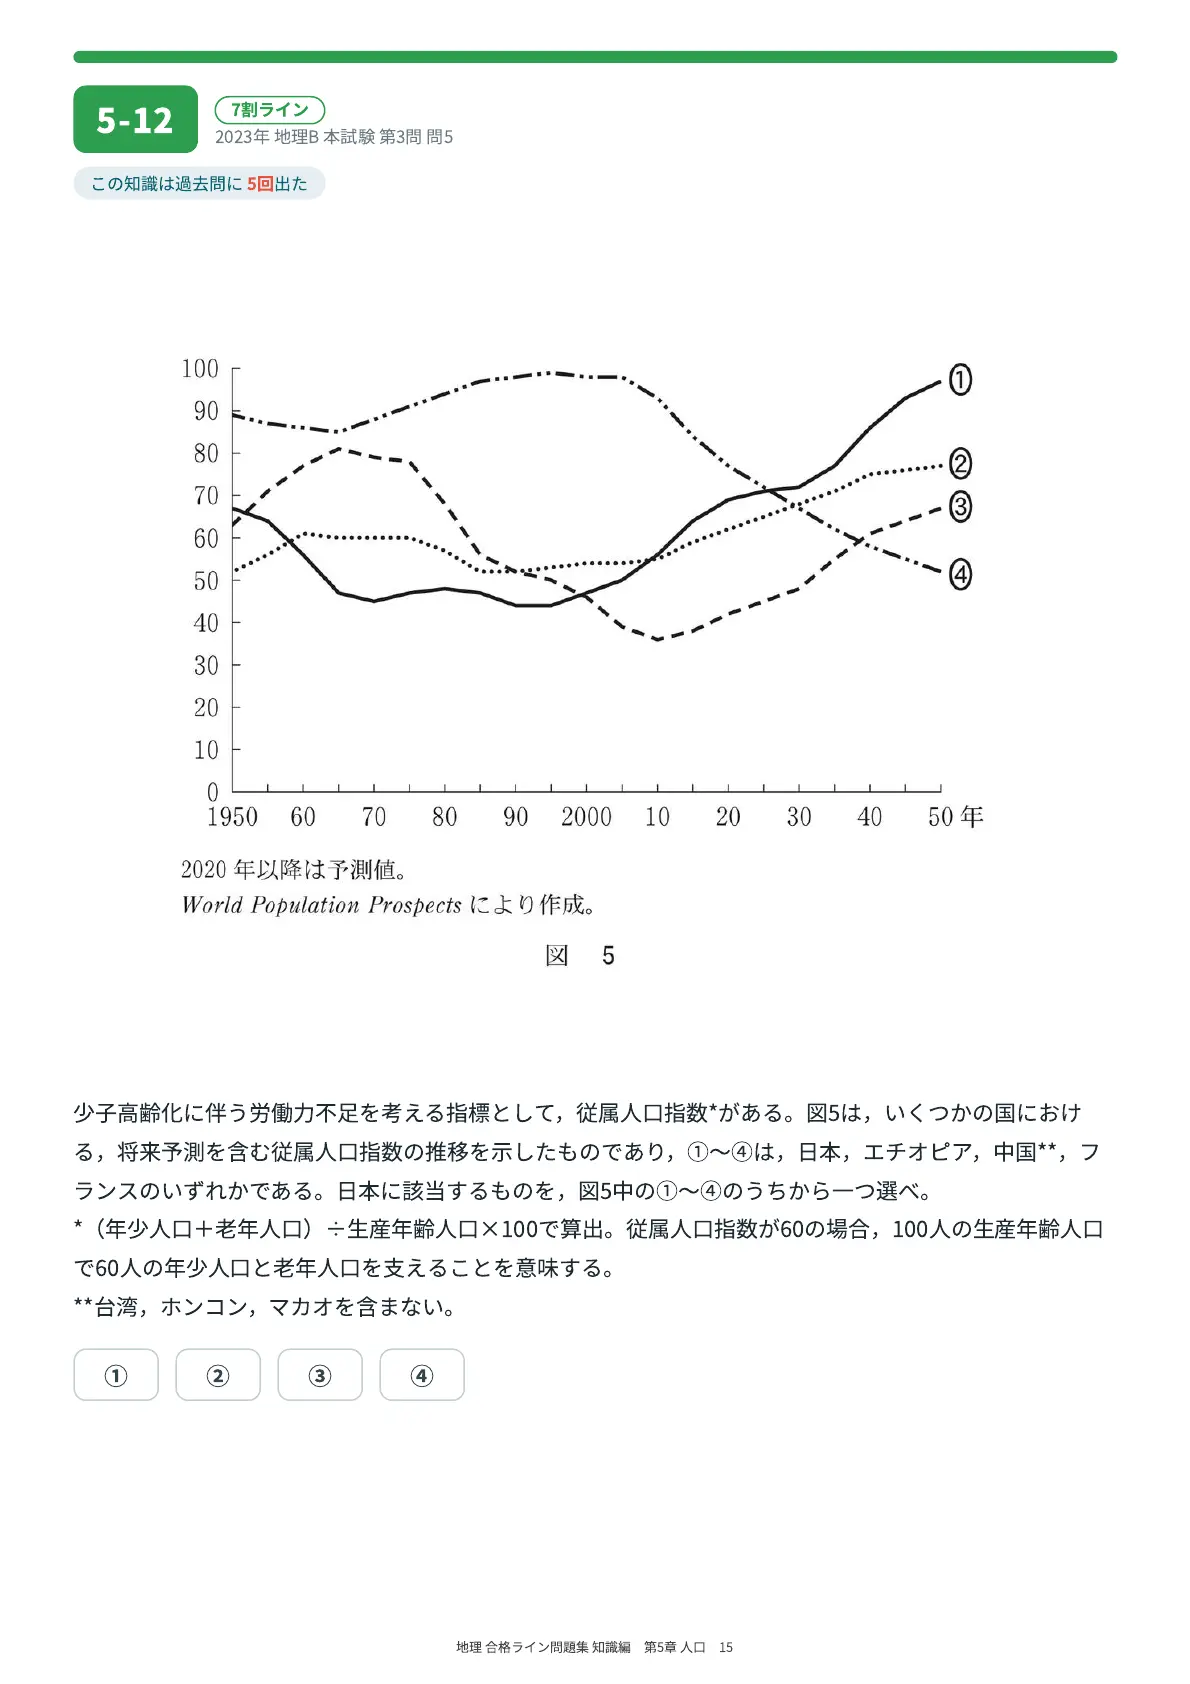 5-12
7割ライン
2023年 地理B 本試験 第3問 問5
この知識は過去問に 5回出た
100
90
80
70
60
50
40
30
20
10
0
①
②
③
④
1950 60 70 80 90 2000 10 20 30 40 50 年
2020 年以降は予測値。
World Population Prospects により作成。
図 5
少子高齢化に伴う労働力不足を考える指標として，従属人口指数*がある。図5は，いくつかの国におけ
る，将来予測を含む従属人口指数の推移を示したものであり，①～④は，日本，エチオピア，中国**，フ
ランスのいずれかである。日本に該当するものを，図5中の①～④のうちから一つ選べ。
*（年少人口＋老年人口）÷生産年齢人口×100で算出。従属人口指数が60の場合，100人の生産年齢人口
で60人の年少人口と老年人口を支えることを意味する。
**台湾，ホンコン，マカオを含まない。
① ② ③ ④
地理 合格ライン問題集 知識編 第5章 人口 15